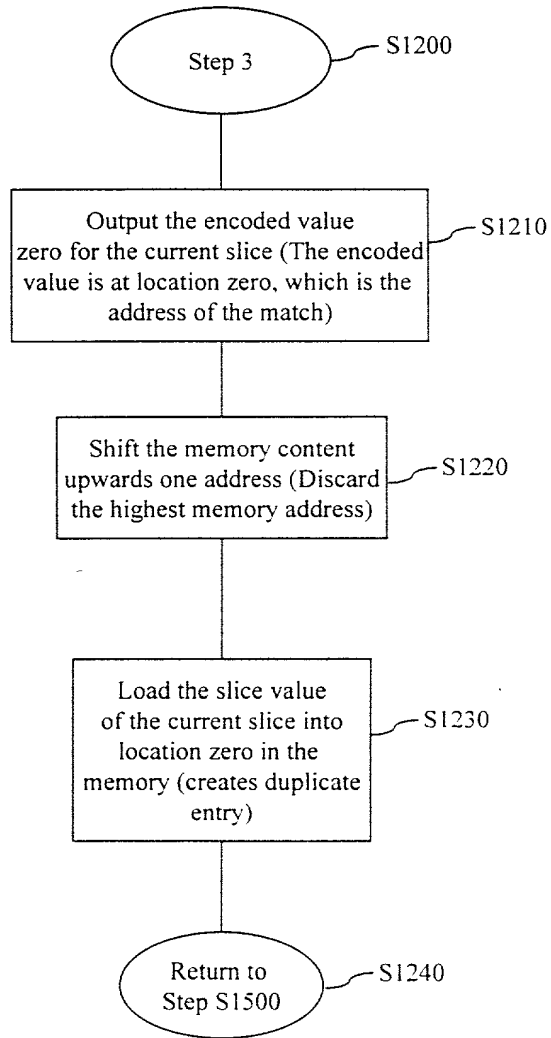 Step 3
S1200
Output the encoded value
zero for the current slice (The encoded
value is at location zero, which is the
address of the match)
S1210
Shift the memory content
upwards one address (Discard
the highest memory address)
S1220
Load the slice value
of the current slice into
location zero in the
memory (creates duplicate
entry)
S1230
Return to
Step S1500
S1240